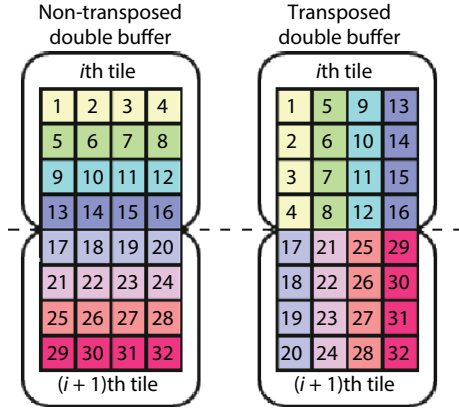 Non-transposed
double buffer
ith tile
1 2 3 4
5 6 7 8
9 10 11 12
13 14 15 16
17 18 19 20
21 22 23 24
25 26 27 28
29 30 31 32
(i + 1)th tile
Transposed
double buffer
ith tile
1 5 9 13
2 6 10 14
3 7 11 15
4 8 12 16
17 21 25 29
18 22 26 30
19 23 27 31
20 24 28 32
(i + 1)th tile